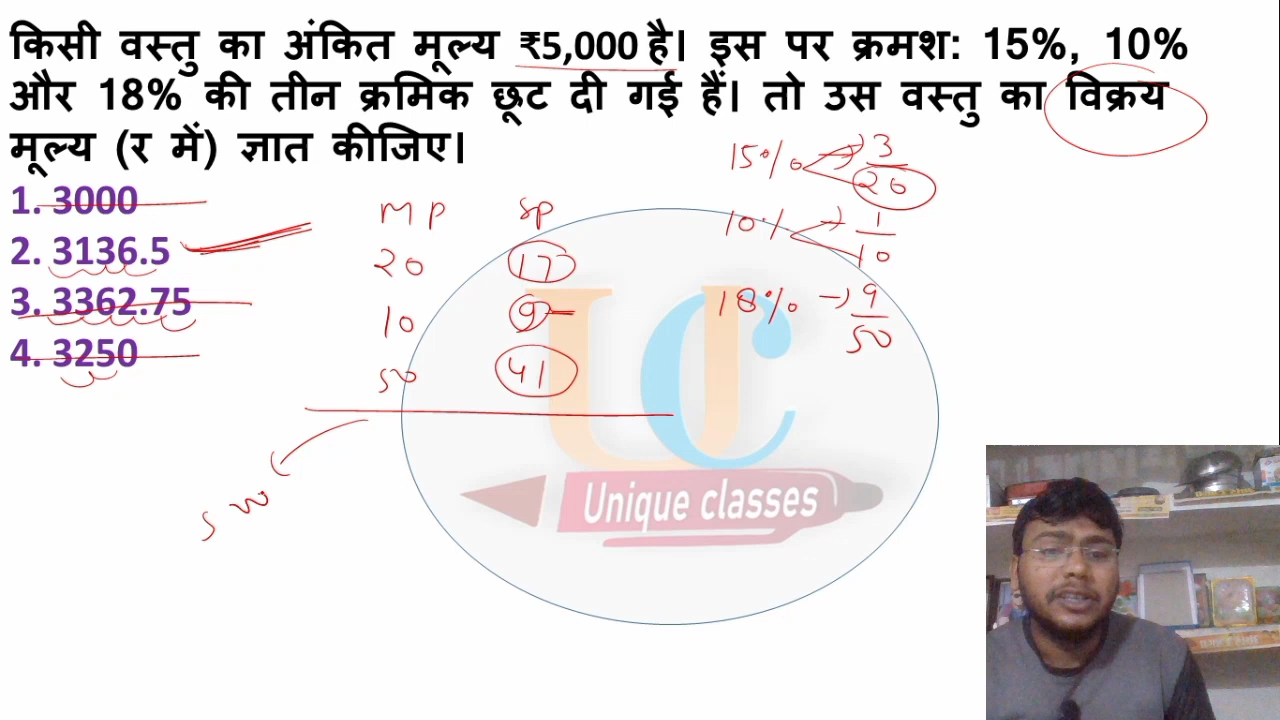 किसी वस्तु का अंकित मूल्य ₹5,000 है। इस पर क्रमश: 15%, 10%
और 18% की तीन क्रमिक छूट दी गई हैं। तो उस वस्तु का विक्रय
मूल्य (र में) ज्ञात कीजिए।
1. 3000
2. 3136.5
3. 3362.75
4. 3250
MP SP
20 17
10 9
50 41
15% → 3/20
10% → 1/10
18% → 9/50
Unique classes
UC